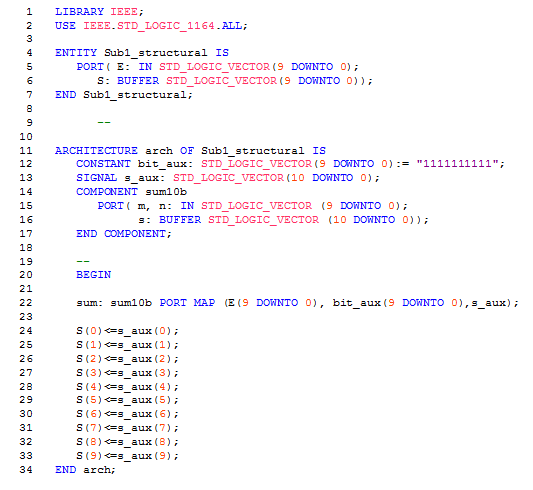 1 LIBRARY IEEE;
2 USE IEEE.STD_LOGIC_1164.ALL;
3
4 ENTITY Sub1_structural IS
5 PORT( E: IN STD_LOGIC_VECTOR(9 DOWNTO 0);
6 S: BUFFER STD_LOGIC_VECTOR(9 DOWNTO 0));
7 END Sub1_structural;
8
9 --
10
11 ARCHITECTURE arch OF Sub1_structural IS
12 CONSTANT bit_aux: STD_LOGIC_VECTOR(9 DOWNTO 0):= "1111111111";
13 SIGNAL s_aux: STD_LOGIC_VECTOR(10 DOWNTO 0);
14 COMPONENT sum10b
15 PORT( m, n: IN STD_LOGIC_VECTOR (9 DOWNTO 0);
16 s: BUFFER STD_LOGIC_VECTOR (10 DOWNTO 0));
17 END COMPONENT;
18
19 --
20 BEGIN
21
22 sum: sum10b PORT MAP (E(9 DOWNTO 0), bit_aux(9 DOWNTO 0),s_aux);
23
24 S(0)<=s_aux(0);
25 S(1)<=s_aux(1);
26 S(2)<=s_aux(2);
27 S(3)<=s_aux(3);
28 S(4)<=s_aux(4);
29 S(5)<=s_aux(5);
30 S(6)<=s_aux(6);
31 S(7)<=s_aux(7);
32 S(8)<=s_aux(8);
33 S(9)<=s_aux(9);
34 END arch;